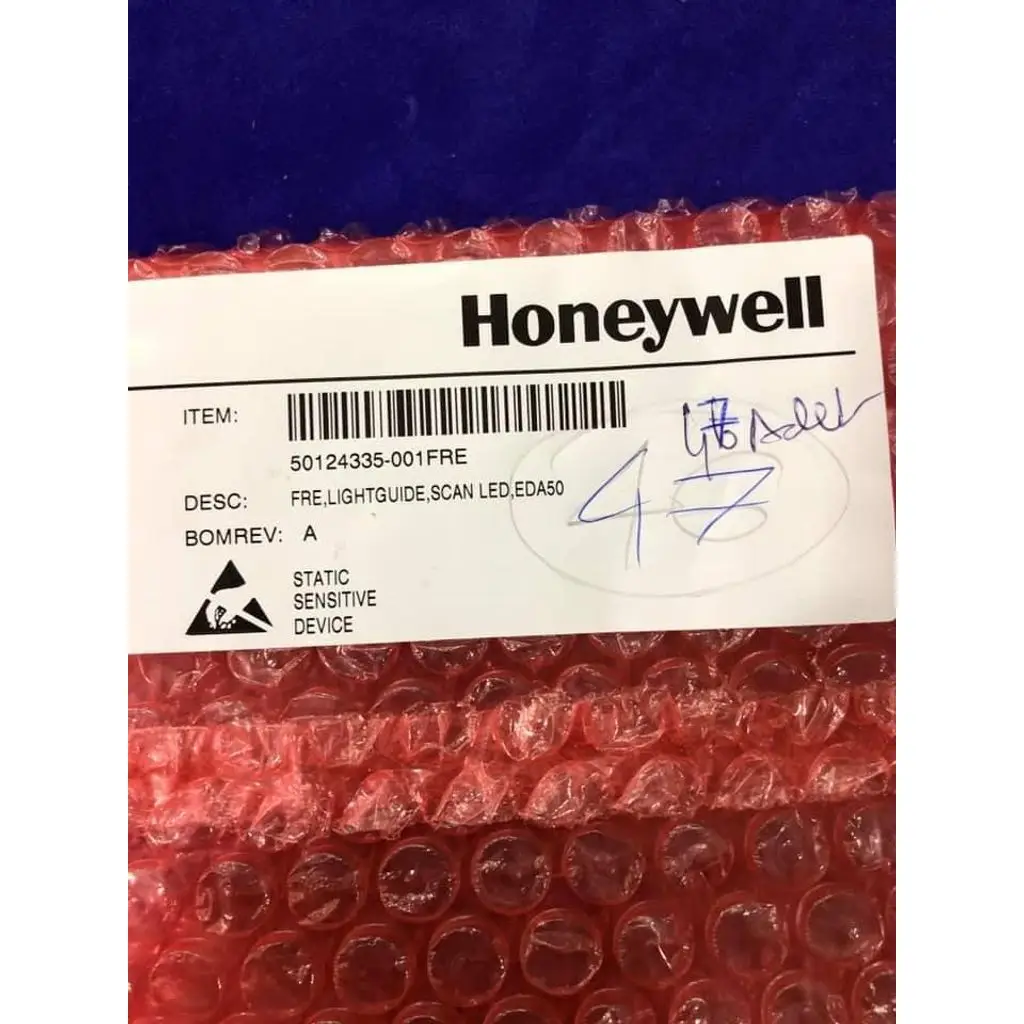 Honeywell
ITEM:
50124335-001FRE
DESC: FRE,LIGHTGUIDE,SCAN LED,EDA50
BOMREV: A
47
STATIC
SENSITIVE
DEVICE